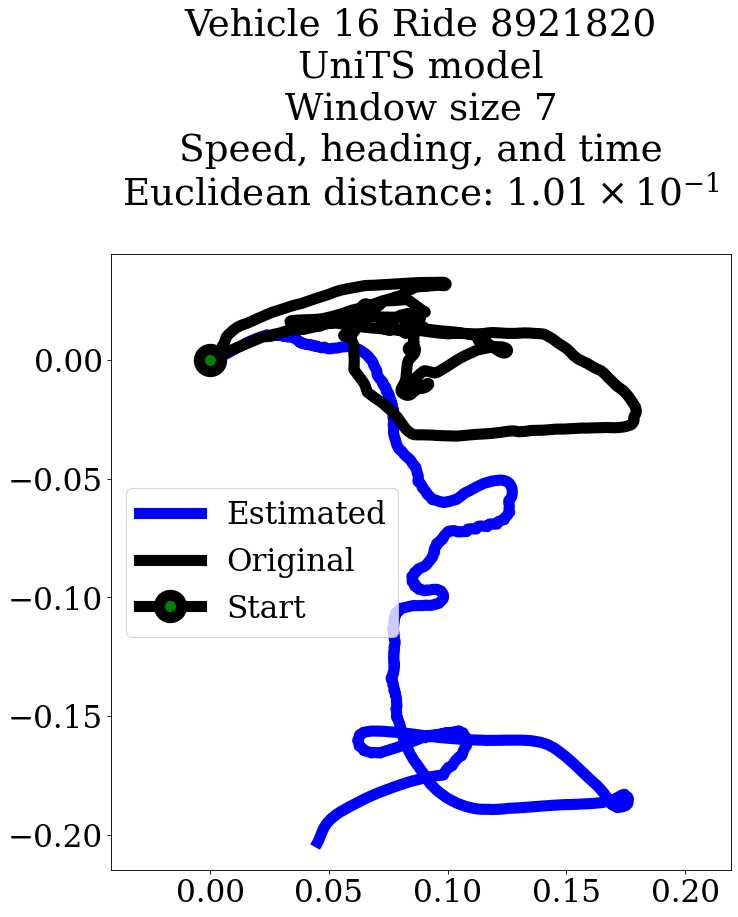 Vehicle 16 Ride 8921820
UniTS model
Window size 7
Speed, heading, and time
Euclidean distance: 1.01 × 10⁻¹
0.00
−0.05
−0.10
−0.15
−0.20
Estimated
Original
Start
0.00 0.05 0.10 0.15 0.20